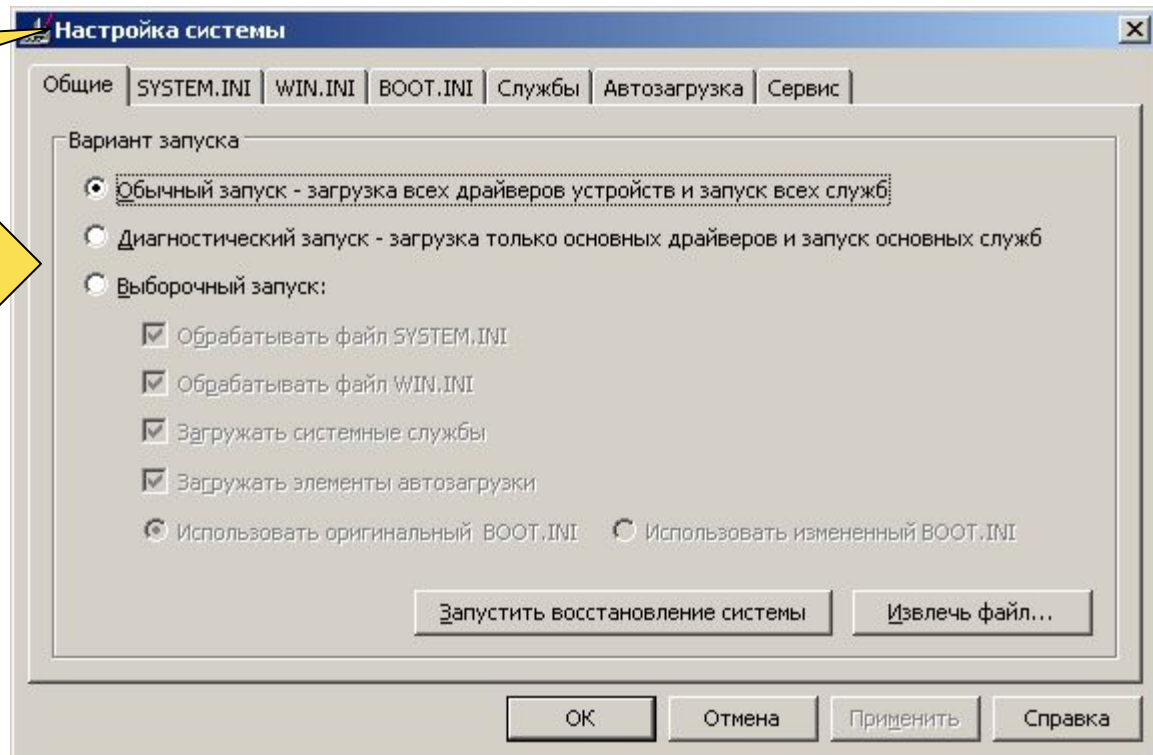 Настройка системы
Общие SYSTEM.INI WIN.INI BOOT.INI Службы Автозагрузка Сервис
Вариант запуска
Обычный запуск - загрузка всех драйверов устройств и запуск всех служб
Диагностический запуск - загрузка только основных драйверов и запуск основных служб
Выборочный запуск:
Обрабатывать файл SYSTEM.INI
Обрабатывать файл WIN.INI
Загружать системные службы
Загружать элементы автозагрузки
Использовать оригинальный BOOT.INI Использовать измененный BOOT.INI
Запустить восстановление системы Извлечь файл...
ОК Отмена Применить Справка